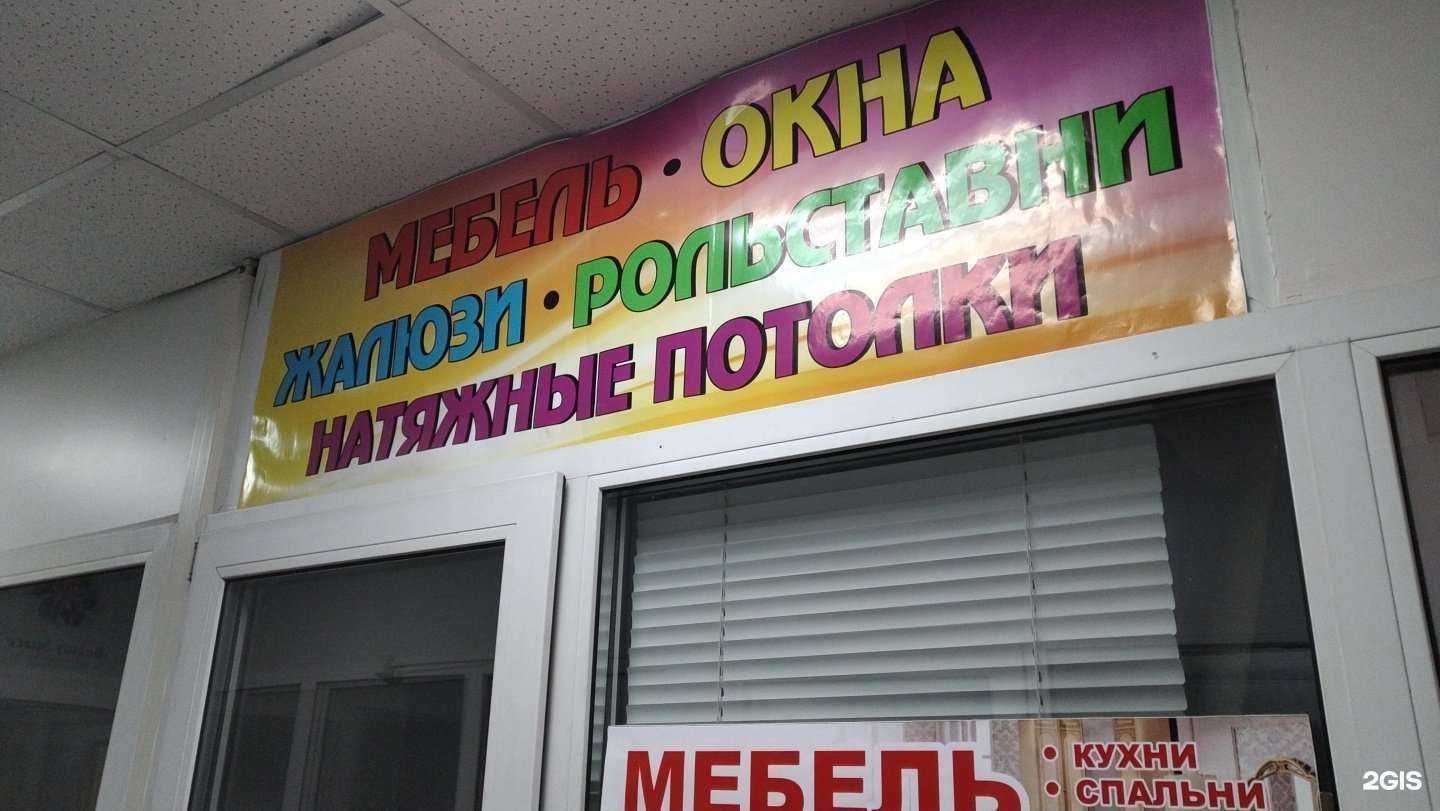 МЕБЕЛЬ · ОКНА
ЖАЛЮЗИ · РОЛЬСТАВНИ
НАТЯЖНЫЕ ПОТОЛКИ
МЕБЕЛЬ
· КУХНИ
· СПАЛЬНИ
2GIS